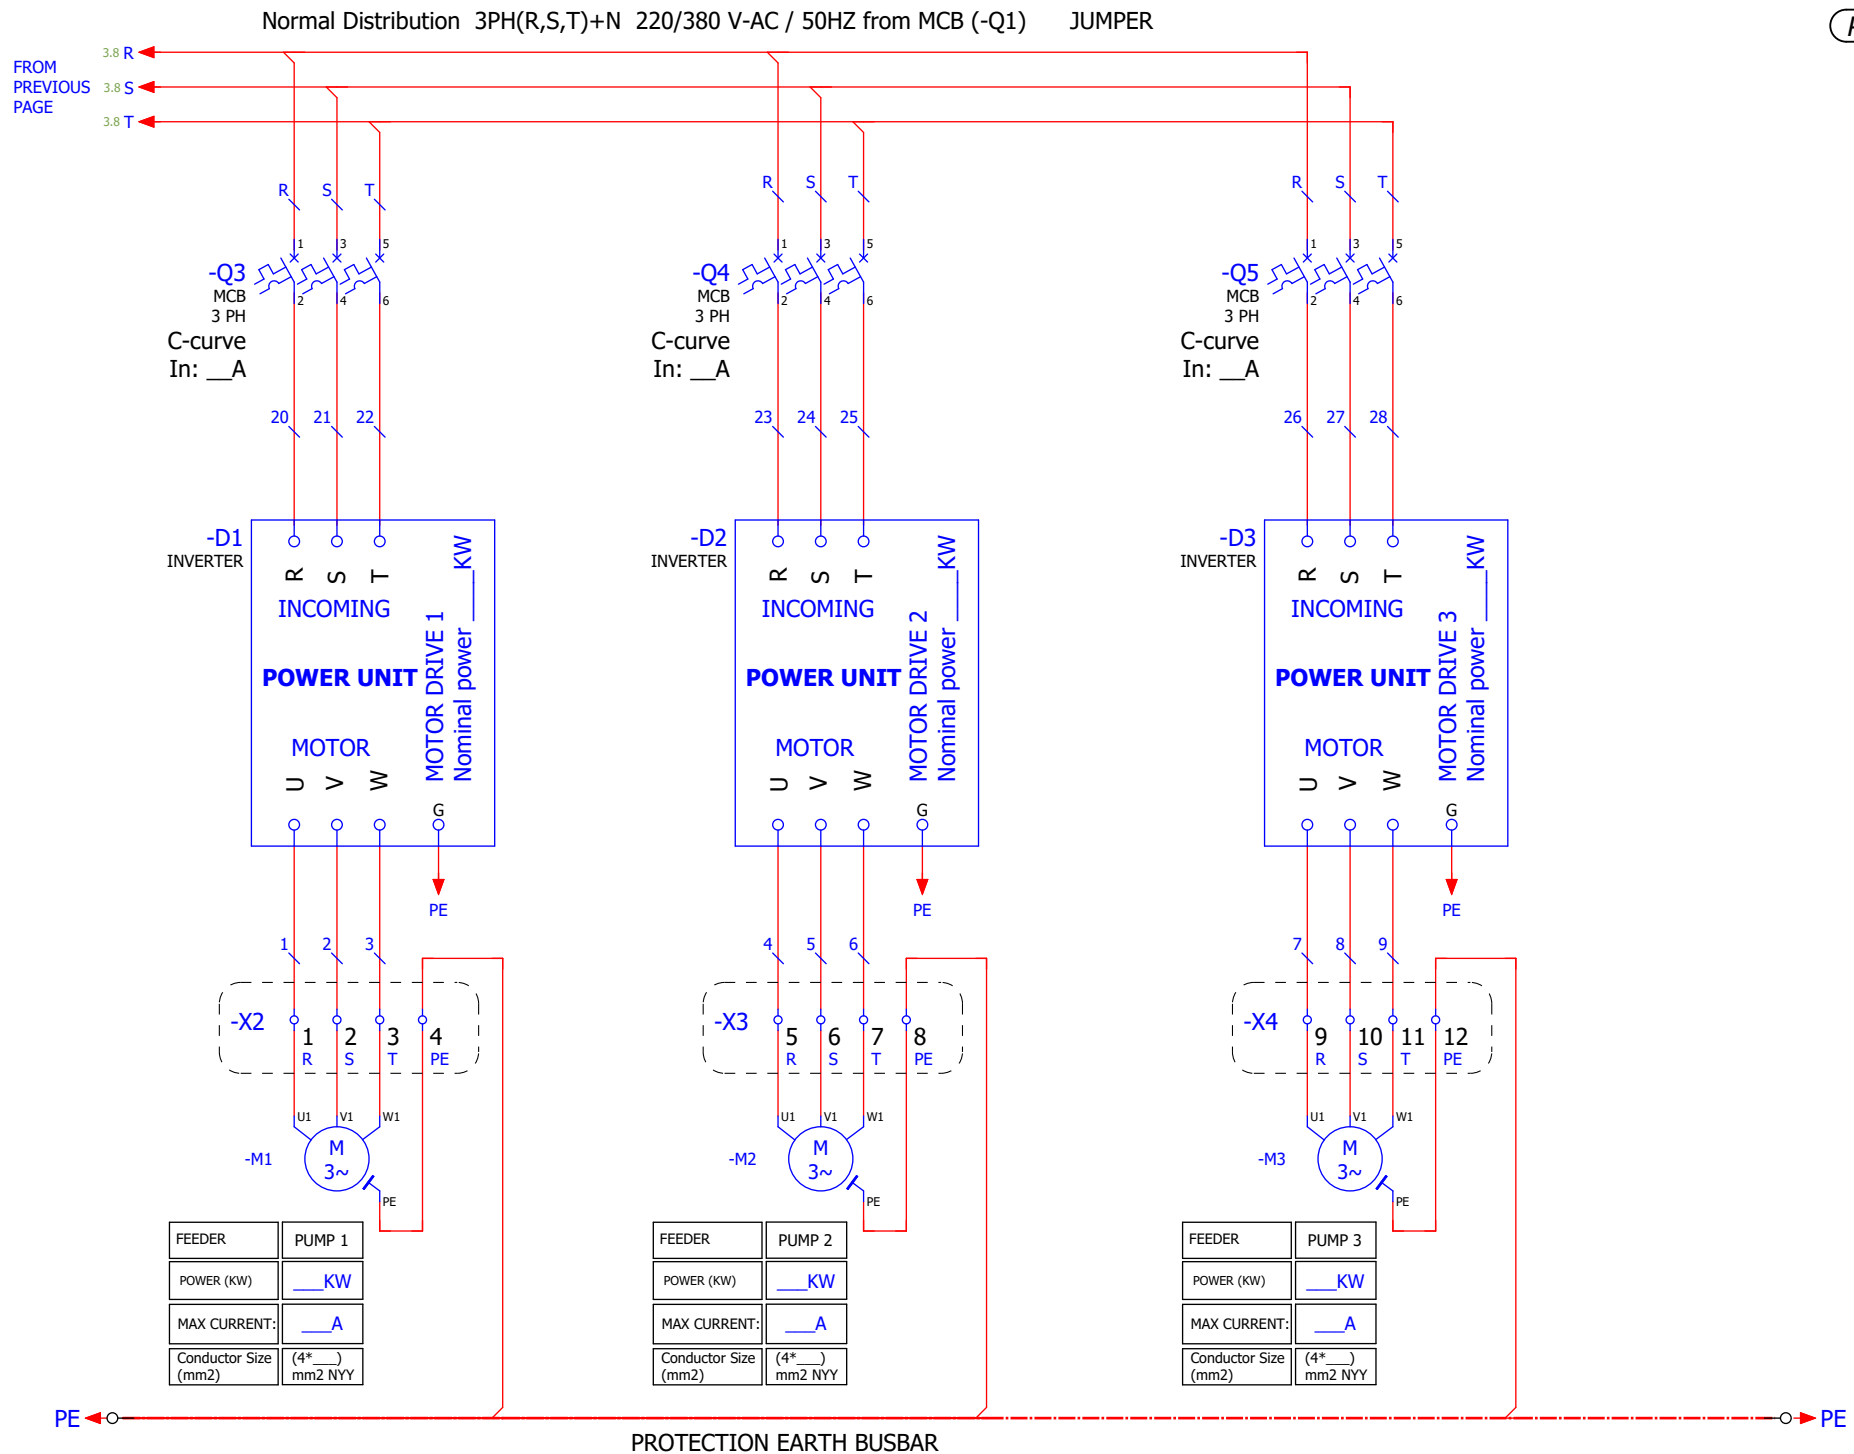 Normal Distribution 3PH(R,S,T)+N 220/380 V-AC / 50HZ from MCB (-Q1) JUMPER
FROM
PREVIOUS
PAGE
3.8 R
3.8 S
3.8 T
R S T
1 3 5
-Q3
MCB
3 PH
2 4 6
C-curve
In: __A
20 21 22
-D1
INVERTER
R S T
INCOMING
POWER UNIT
MOTOR DRIVE 1
Nominal power ____KW
MOTOR
U V W
G
PE
1 2 3
-X2
1 2 3 4
R S T PE
U1 V1 W1
-M1
M
3~
PE
FEEDER PUMP 1
POWER (KW) ___KW
MAX CURRENT: ___A
Conductor Size (4*___)
(mm2) mm2 NYY
R S T
1 3 5
-Q4
MCB
3 PH
2 4 6
C-curve
In: __A
23 24 25
-D2
INVERTER
R S T
INCOMING
POWER UNIT
MOTOR DRIVE 2
Nominal power ____KW
MOTOR
U V W
G
PE
4 5 6
-X3
5 6 7 8
R S T PE
U1 V1 W1
-M2
M
3~
PE
FEEDER PUMP 2
POWER (KW) ___KW
MAX CURRENT: ___A
Conductor Size (4*___)
(mm2) mm2 NYY
R S T
1 3 5
-Q5
MCB
3 PH
2 4 6
C-curve
In: __A
26 27 28
-D3
INVERTER
R S T
INCOMING
POWER UNIT
MOTOR DRIVE 3
Nominal power ____KW
MOTOR
U V W
G
PE
7 8 9
-X4
9 10 11 12
R S T PE
U1 V1 W1
-M3
M
3~
PE
FEEDER PUMP 3
POWER (KW) ___KW
MAX CURRENT: ___A
Conductor Size (4*___)
(mm2) mm2 NYY
PE PE
PROTECTION EARTH BUSBAR